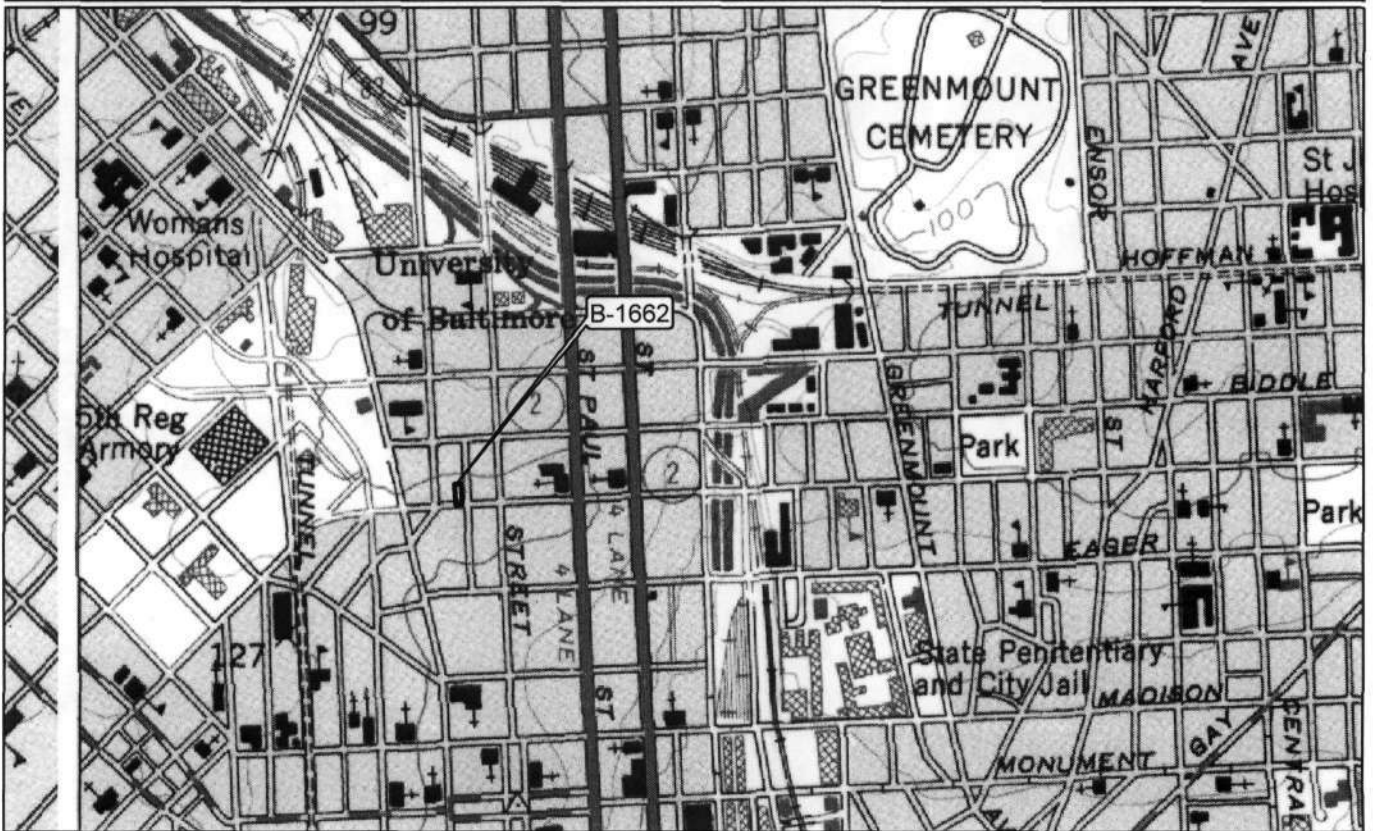 99
GREENMOUNT
CEMETERY
AVE
ENSOR
Womans
Hospital
100
HOFFMAN
University
of Baltimore
TUNNEL
B-1662
HARFORD
ST
ST PAUL
GREENMOUNT
BIDDLE
2
5th Reg
Armory
TUNNEL
Park
ST
2
Park
STREET
4 LANE
4 LANE
EAGER
127
State Penitentiary
and City Jail
MADISON
ST
GAY
CENTRAL
MONUMENT